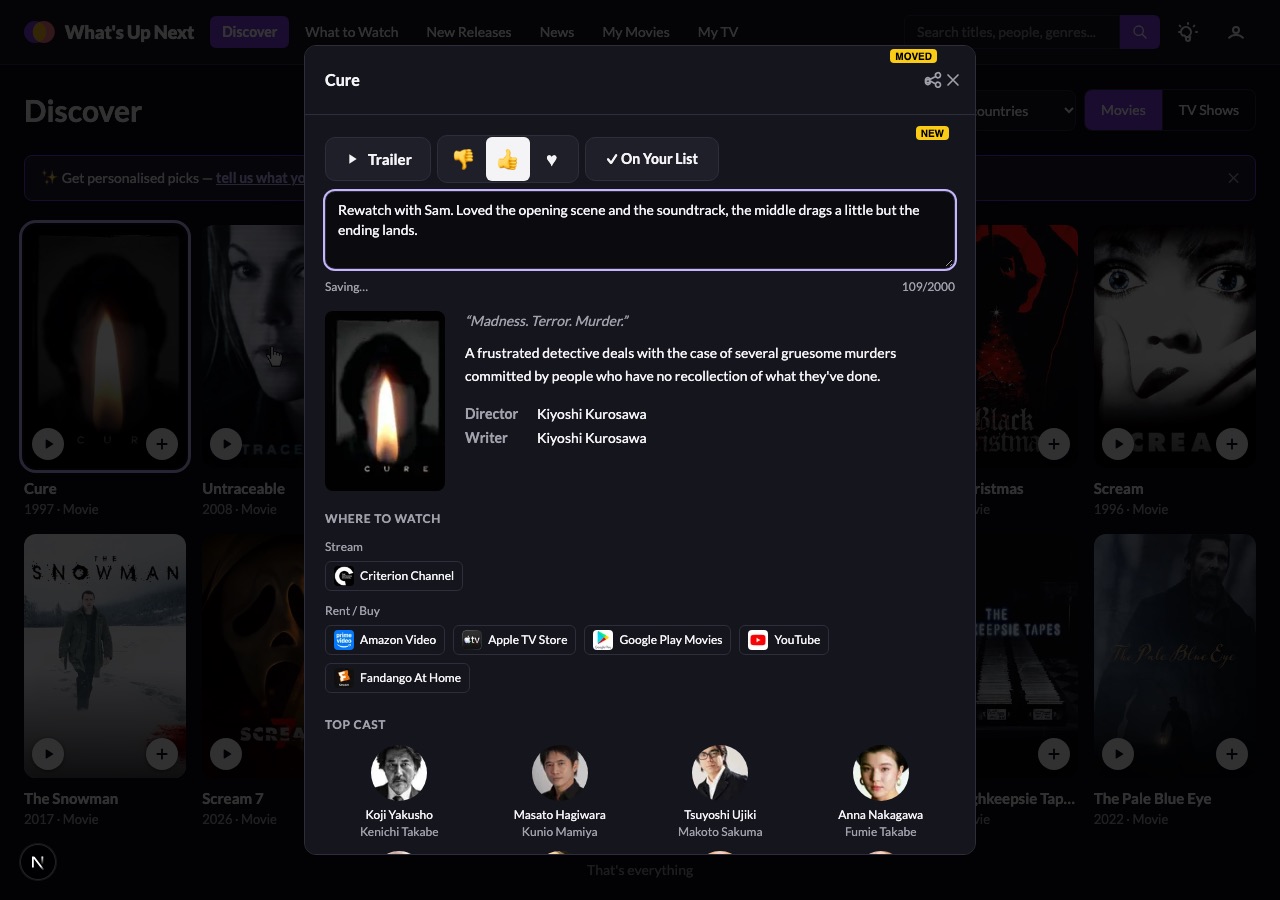 What's Up Next
Discover
What to Watch
New Releases
News
My Movies
My TV
Search titles, people, genres...
MOVED
Cure
Discover
countries
Movies
TV Shows
✨ Get personalised picks — tell us what yo
NEW
Trailer
✓ On Your List
Rewatch with Sam. Loved the opening scene and the soundtrack, the middle drags a little but the
ending lands.
Saving...
109/2000
CURE
"Madness. Terror. Murder."
A frustrated detective deals with the case of several gruesome murders
committed by people who have no recollection of what they've done.
Director Kiyoshi Kurosawa
Writer Kiyoshi Kurosawa
CUR
TRACE
Black
SCREA
Cure
1997 · Movie
Untraceable
2008 · Movie
ristmas
vie
Scream
1996 · Movie
WHERE TO WATCH
Stream
Criterion Channel
Rent / Buy
Amazon Video
Apple TV Store
Google Play Movies
YouTube
Fandango At Home
THE
SNOWMAN
SCREA
THE
KEEPSIE TAPES
The Pale Blue Eye
TOP CAST
Koji Yakusho
Kenichi Takabe
Masato Hagiwara
Kunio Mamiya
Tsuyoshi Ujiki
Makoto Sakuma
Anna Nakagawa
Fumie Takabe
The Snowman
2017 · Movie
Scream 7
2026 · Movie
ghkeepsie Tap...
vie
The Pale Blue Eye
2022 · Movie
N
That's everything